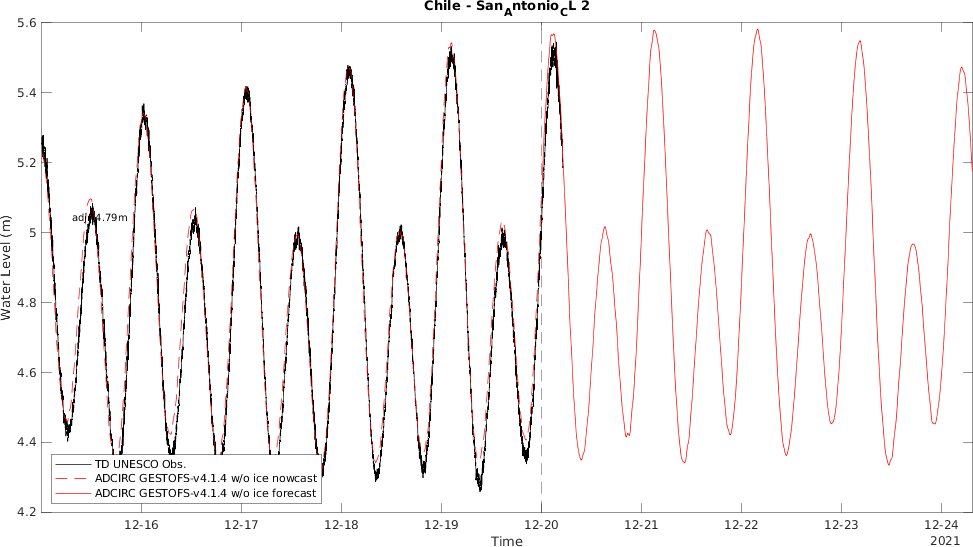 Chile - San_Antonio_CL 2
5.6
5.4
5.2
5
4.8
4.6
4.4
4.2
Water Level (m)
4.79m
TD UNESCO Obs.
ADCIRC GESTOFS-v4.1.4 w/o ice nowcast
ADCIRC GESTOFS-v4.1.4 w/o ice forecast
12-16 12-17 12-18 12-19 12-20 12-21 12-22 12-23 12-24
Time
2021